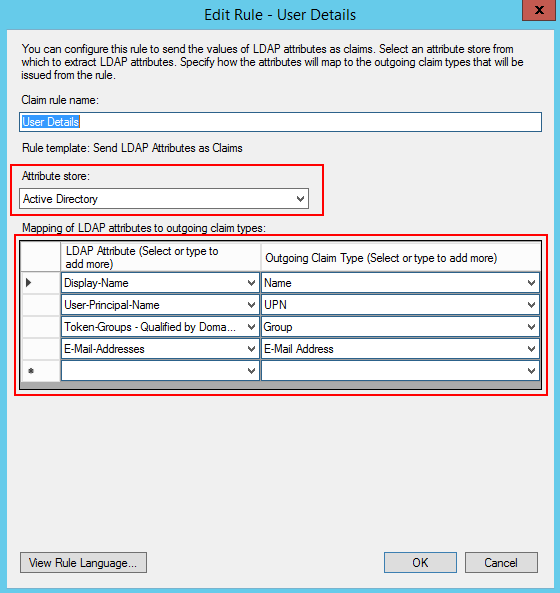 Edit Rule - User Details
x
You can configure this rule to send the values of LDAP attributes as claims. Select an attribute store from
which to extract LDAP attributes. Specify how the attributes will map to the outgoing claim types that will be
issued from the rule.
Claim rule name:
User Details
Rule template: Send LDAP Attributes as Claims
Attribute store:
Active Directory
Mapping of LDAP attributes to outgoing claim types:
LDAP Attribute (Select or type to
add more)
Outgoing Claim Type (Select or type to add more)
Display-Name Name
User-Principal-Name UPN
Token-Groups - Qualified by Doma... Group
E-Mail-Addresses E-Mail Address
*
View Rule Language... OK Cancel